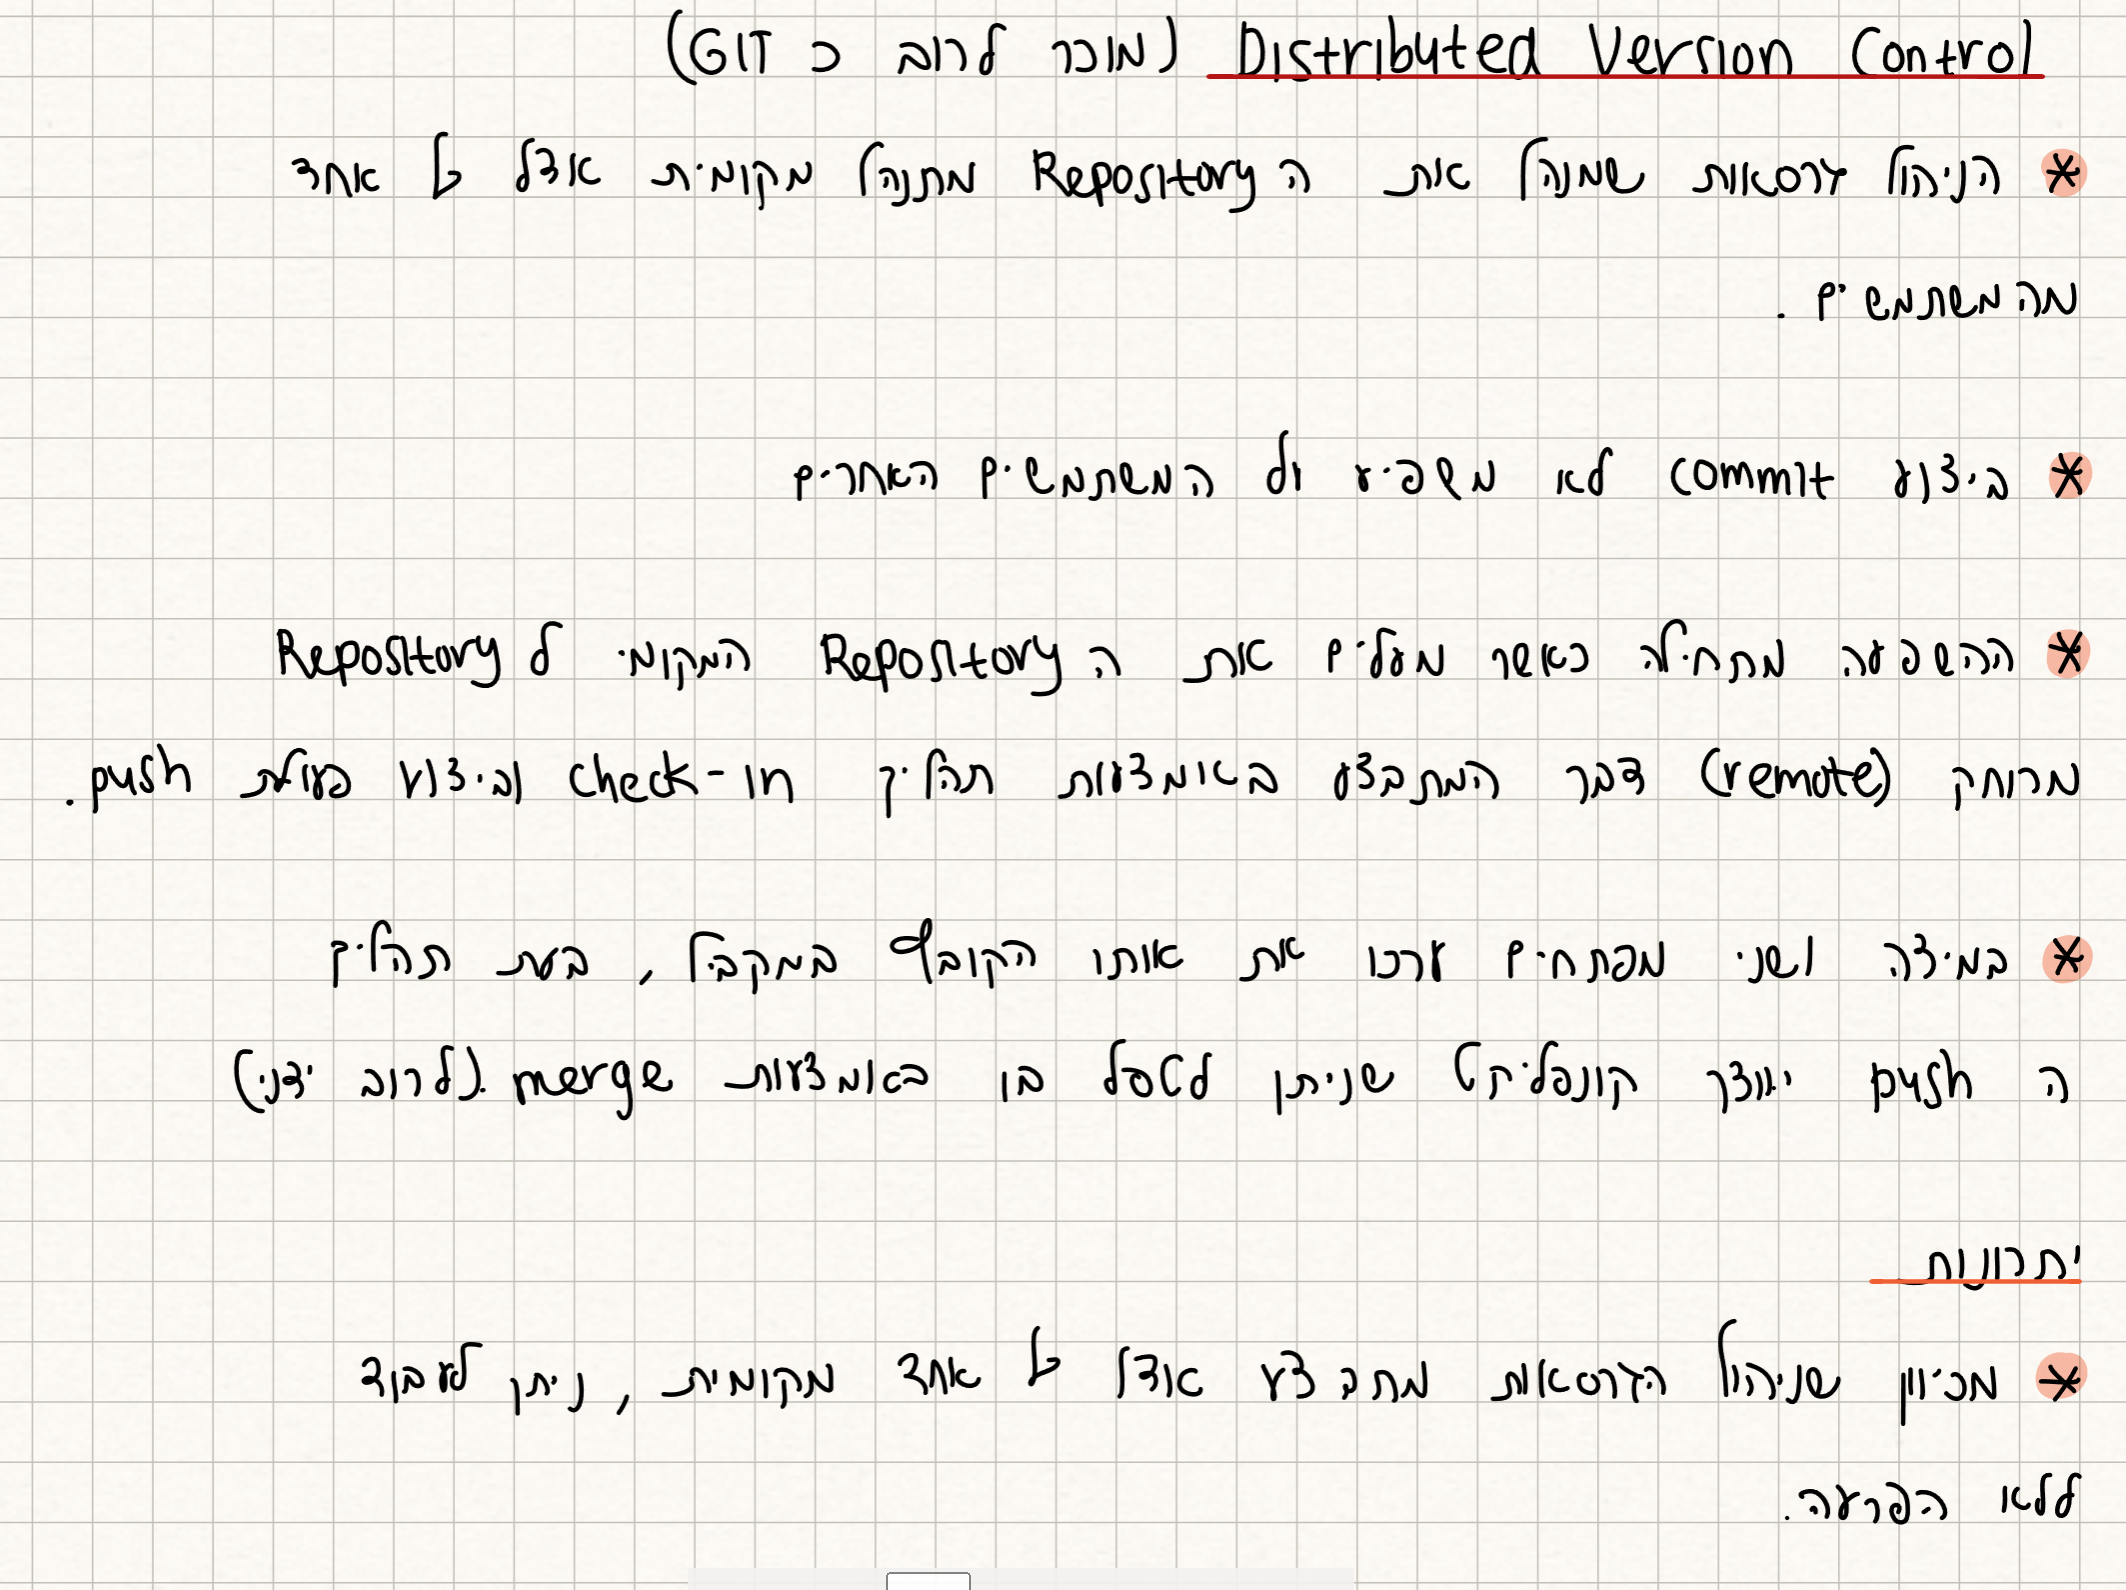 Distributed Version Control (מוכר לרוב כ GIT)
* הניהול גרסאות שמנהל את ה Repository מתנהל מקומית אצל כל אחד
מהמשתמשים .
* ביצוע commit לא משפיע על המשתמשים האחרים
* ההשפעה מתחילה כאשר מעלים את ה Repository המקומי ל Repository
מרוחק (remote) דבר המתבצע באומצעות תהליך check-in וביצוע פעולת push.
* במידה ושני מפתחים ערכו את אותו הקובץ במקביל, בעת תהליך
ה push יווצר קונפליקט שניתן לטפל בו באומצעות merge. (לרוב ידני)
יתרונות
* מכיוון שניהול הגרסאות מתבצע אצל כל אחד מקומית, ניתן לעבוד
ללא הפרעה.